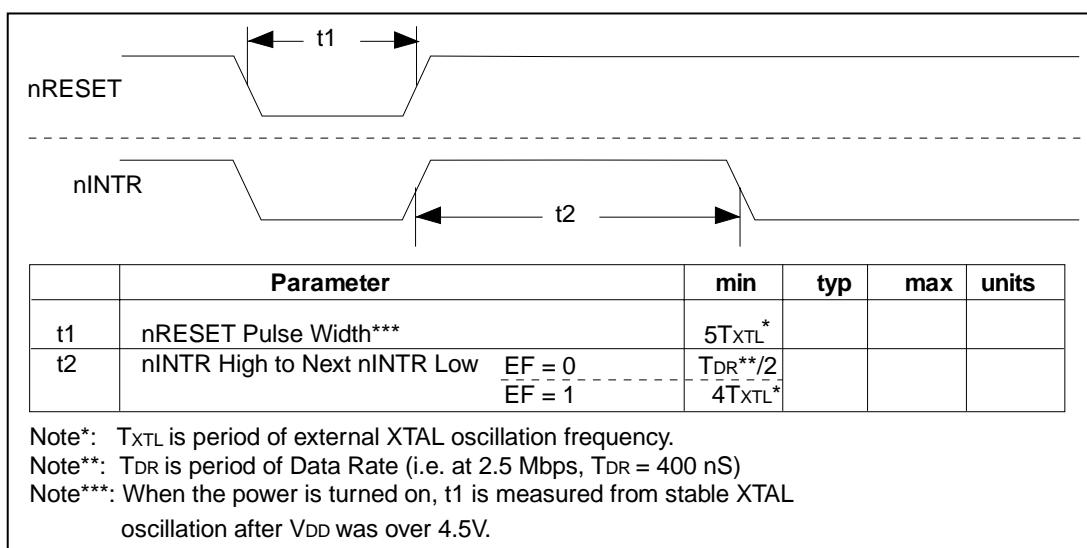 t1
nRESET
nINTR
t2
Parameter min typ max units
t1 nRESET Pulse Width*** 5TXTL*
t2 nINTR High to Next nINTR Low EF = 0 TDR**/2
EF = 1 4TXTL*
Note*: TXTL is period of external XTAL oscillation frequency.
Note**: TDR is period of Data Rate (i.e. at 2.5 Mbps, TDR = 400 nS)
Note***: When the power is turned on, t1 is measured from stable XTAL
oscillation after VDD was over 4.5V.